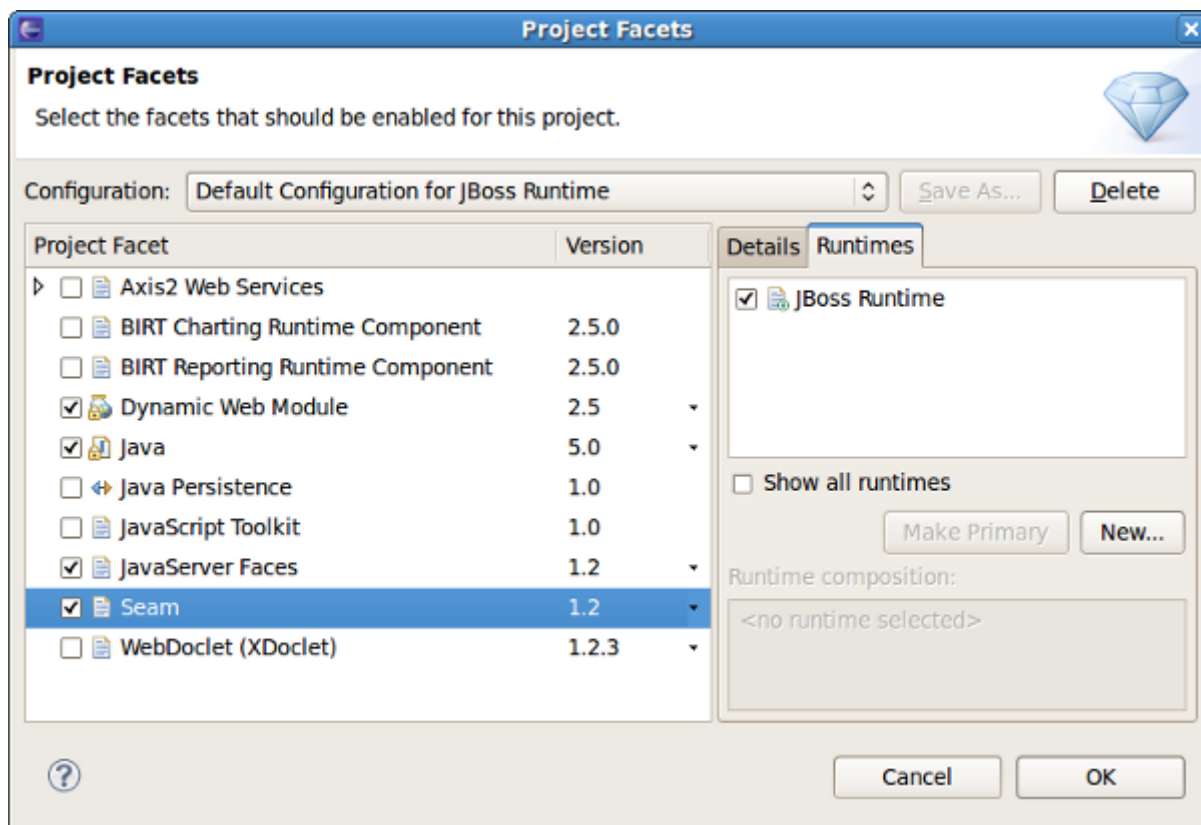 Project Facets
Project Facets
Select the facets that should be enabled for this project.
Configuration: Default Configuration for JBoss Runtime Save As... Delete
Project Facet Version Details Runtimes
Axis2 Web Services
JBoss Runtime
BIRT Charting Runtime Component 2.5.0
BIRT Reporting Runtime Component 2.5.0
Dynamic Web Module 2.5
Java 5.0
Java Persistence 1.0
Show all runtimes
JavaScript Toolkit 1.0
Make Primary New...
JavaServer Faces 1.2
Runtime composition:
Seam 1.2
<no runtime selected>
WebDoclet (XDoclet) 1.2.3
? Cancel OK